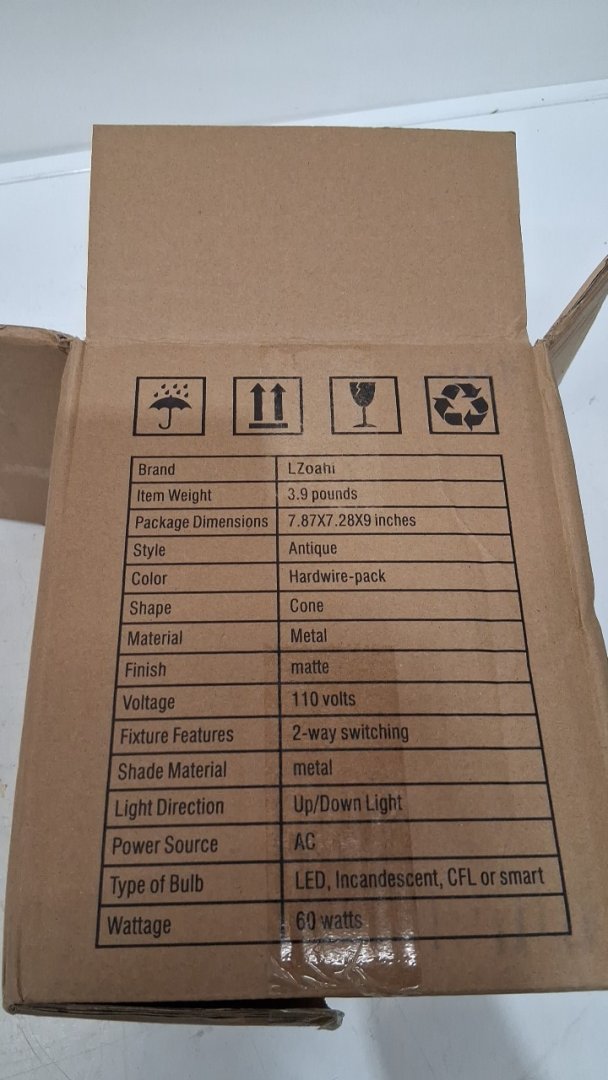 Brand LZoahi
Item Weight 3.9 pounds
Package Dimensions 7.87X7.28X9 inches
Style Antique
Color Hardwire-pack
Shape Cone
Material Metal
Finish matte
Voltage 110 volts
Fixture Features 2-way switching
Shade Material metal
Light Direction Up/Down Light
Power Source AC
Type of Bulb LED, Incandescent, CFL or smart
Wattage 60 watts